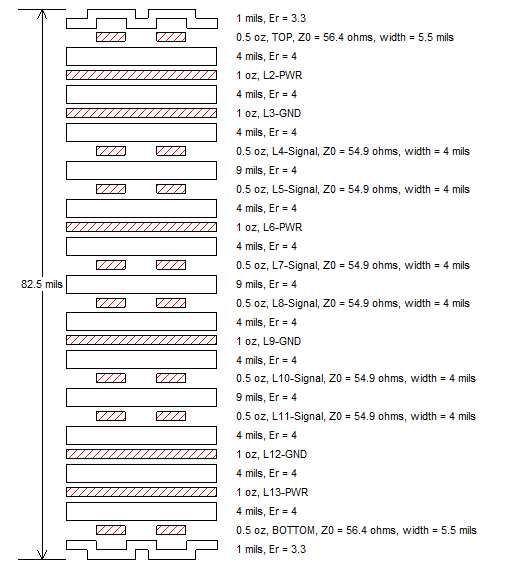 1 mils, Er = 3.3
0.5 oz, TOP, Z0 = 56.4 ohms, width = 5.5 mils
4 mils, Er = 4
1 oz, L2-PWR
4 mils, Er = 4
1 oz, L3-GND
4 mils, Er = 4
0.5 oz, L4-Signal, Z0 = 54.9 ohms, width = 4 mils
9 mils, Er = 4
0.5 oz, L5-Signal, Z0 = 54.9 ohms, width = 4 mils
4 mils, Er = 4
1 oz, L6-PWR
4 mils, Er = 4
0.5 oz, L7-Signal, Z0 = 54.9 ohms, width = 4 mils
82.5 mils
9 mils, Er = 4
0.5 oz, L8-Signal, Z0 = 54.9 ohms, width = 4 mils
4 mils, Er = 4
1 oz, L9-GND
4 mils, Er = 4
0.5 oz, L10-Signal, Z0 = 54.9 ohms, width = 4 mils
9 mils, Er = 4
0.5 oz, L11-Signal, Z0 = 54.9 ohms, width = 4 mils
4 mils, Er = 4
1 oz, L12-GND
4 mils, Er = 4
1 oz, L13-PWR
4 mils, Er = 4
0.5 oz, BOTTOM, Z0 = 56.4 ohms, width = 5.5 mils
1 mils, Er = 3.3